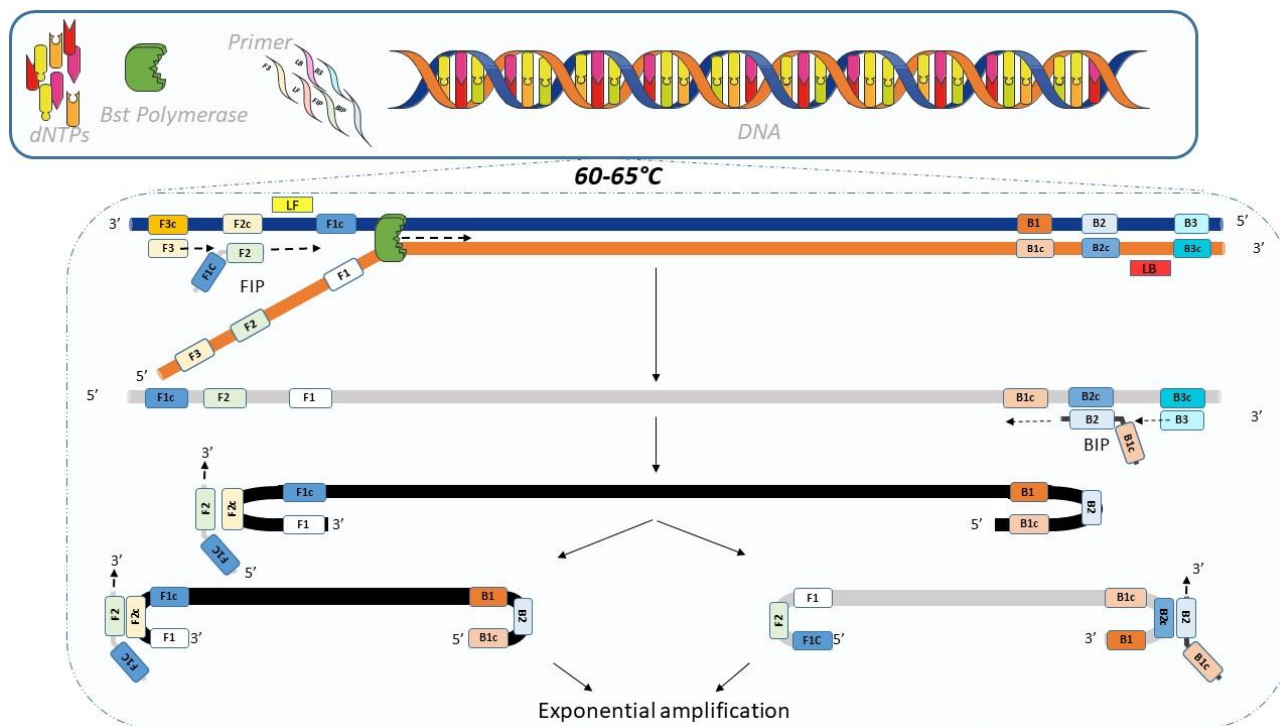 Primer
F3 LB B3
LF FIP BIP
dNTPs
Bst Polymerase
DNA
60-65°C
LF
3’ F3c F2c F1c B1 B2 B3 5’
F3 F2 B1c B2c B3c 3’
F1C
FIP
LB
F1
F2
F3
5’
5’ F1c F2 F1 B1c B2c B3c
B2 B3 3’
BIP B1c
3’
F2 F2c F1c B1 B2
F1 3’ 5’ B1c
F1C 5’
3’ 3’
F2 F2c F1c B1 B2 F1 B1c
F1 3’ 5’ B1c F2 F1C 5’ 3’ B1 B2c B2
F1C B1c
Exponential amplification